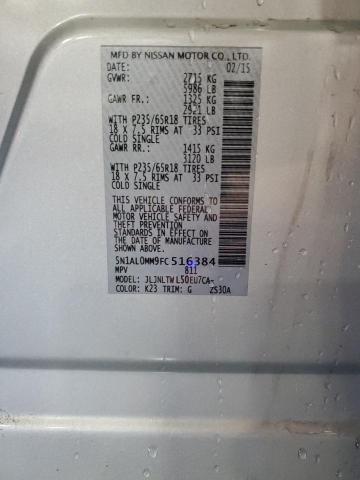 MFD BY NISSAN MOTOR CO., LTD.
DATE: 02/15
GVWR: 2715 KG
5986 LB
GAWR FR: 1325 KG
2921 LB
WITH P235/65R18 TIRES
18 X 7.5 RIMS AT 33 PSI
COLD SINGLE
GAWR RR: 1415 KG
3120 LB
WITH P235/65R18 TIRES
18 X 7.5 RIMS AT 33 PSI
COLD SINGLE
THIS VEHICLE CONFORMS
TO ALL APPLICABLE
FEDERAL MOTOR
VEHICLE SAFETY AND
THEFT PREVENTION
STANDARDS IN EFFECT
ON THE DATE OF
MANUFACTURE SHOWN
ABOVE.
5N1AL0MM9FC516384
MPV 811
MODEL: JLJNLTWL50EU7CA-
COLOR: K23 TRIM: G ZS30A